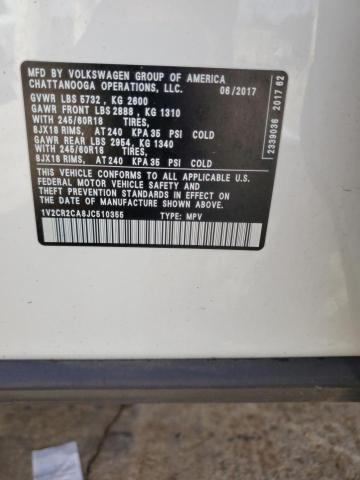 MFD. BY VOLKSWAGEN GROUP OF AMERICA
CHATTANOOGA OPERATIONS, LLC. 06/2017
GVWR LBS 5732 , KG 2600
GAWR FRONT LBS 2888 , KG 1310
WITH 245/60R18 TIRES,
8JX18 RIMS, AT 240 KPA 35 PSI COLD
GAWR REAR LBS 2954, KG 1340
WITH 245/60R18 TIRES,
8JX18 RIMS, AT 240 KPA 35 PSI COLD
THIS VEHICLE CONFORMS TO ALL APPLICABLE U.S.
FEDERAL MOTOR VEHICLE SAFETY AND
THEFT PREVENTION STANDARDS IN EFFECT
ON THE DATE OF MANUFACTURE SHOWN ABOVE.
1V2CR2CA8JC510355 TYPE: MPV
2339036 2017 62